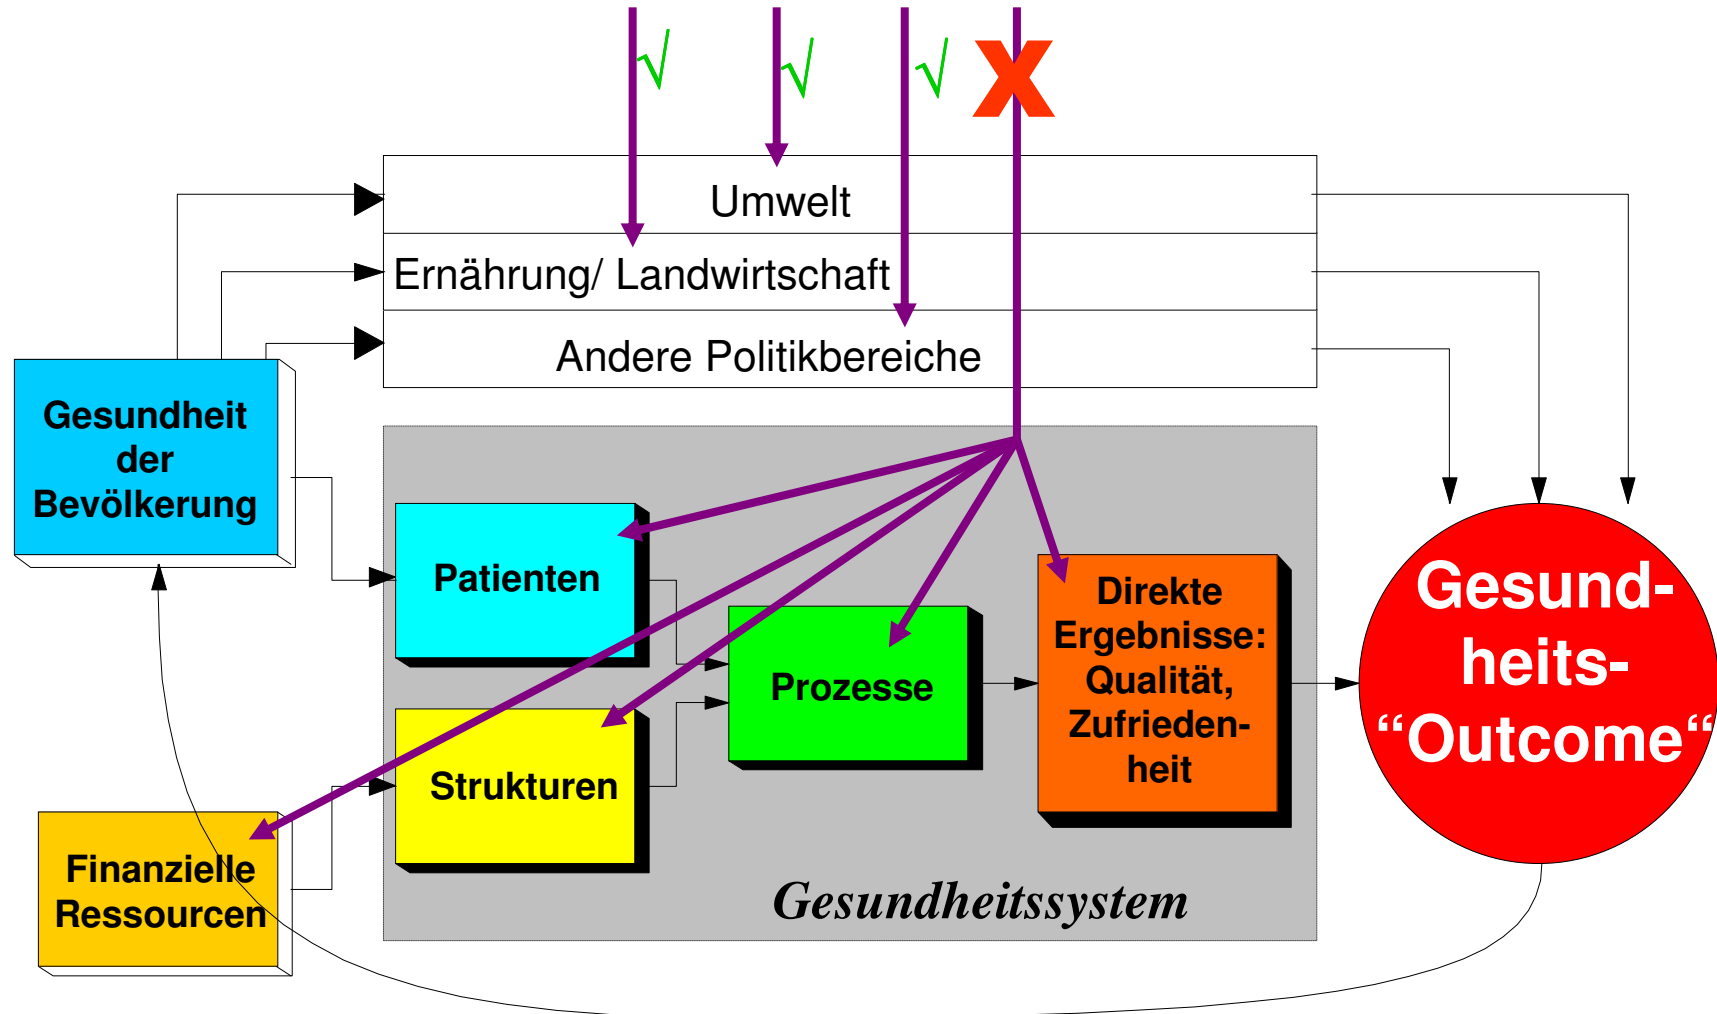 √ √ √ X
Umwelt
Ernährung/ Landwirtschaft
Andere Politikbereiche
Gesundheit
der
Bevölkerung
Patienten
Strukturen
Prozesse
Direkte
Ergebnisse:
Qualität,
Zufrieden-
heit
Gesund-
heits-
“Outcome“
Finanzielle
Ressourcen
Gesundheitssystem